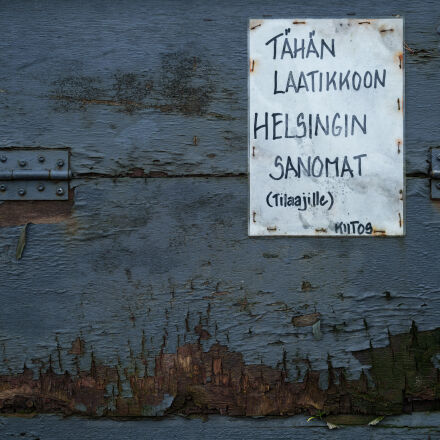 TÄHÄN
LAATIKKOON
HELSINGIN
SANOMAT
(Tilaajille)
KIITOS